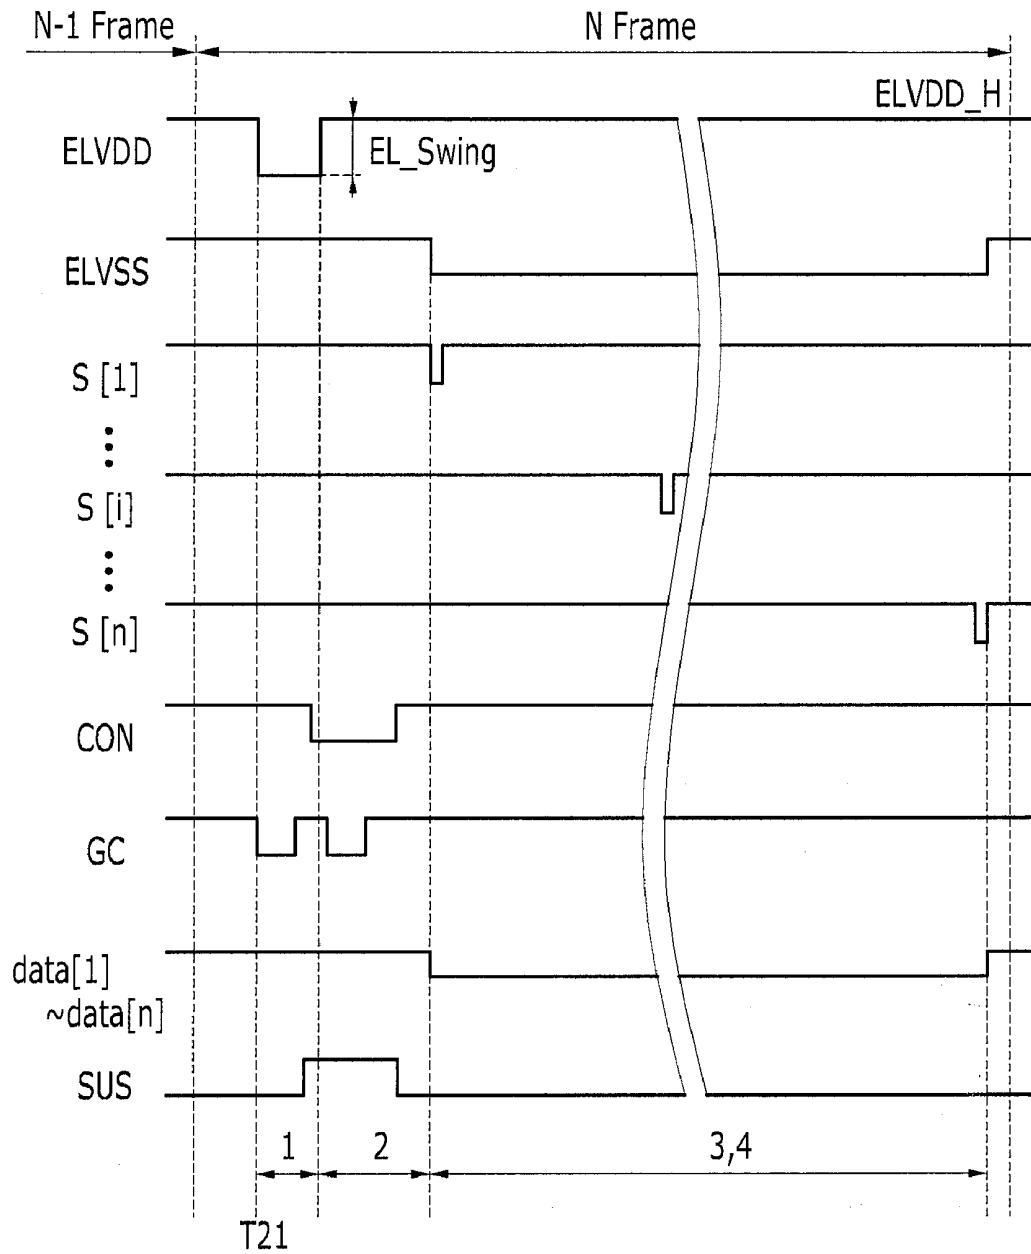 N-1 Frame
N Frame
ELVDD_H
ELVDD
EL_Swing
ELVSS
S [1]
S [i]
S [n]
CON
GC
data[1]
~data[n]
SUS
1
2
3,4
T21